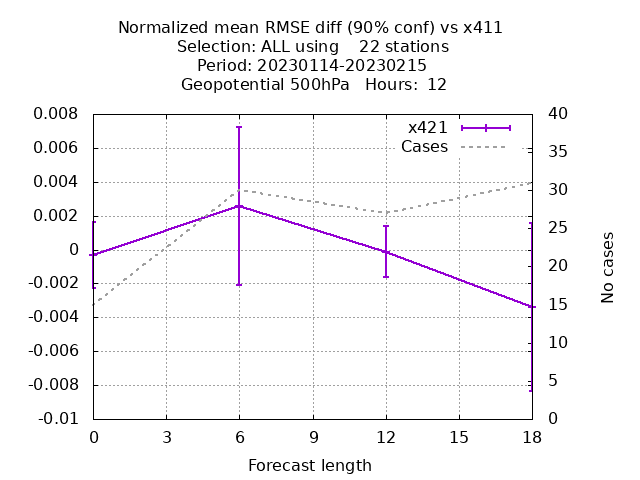 Normalized mean RMSE diff (90% conf) vs x411
Selection: ALL using    22 stations
Period: 20230114-20230215
Geopotential 500hPa   Hours:  12
0.008
0.006
0.004
0.002
0
-0.002
-0.004
-0.006
-0.008
-0.01
x421
Cases
40
35
30
25
20
15
10
5
0
No cases
0 3 6 9 12 15 18
Forecast length